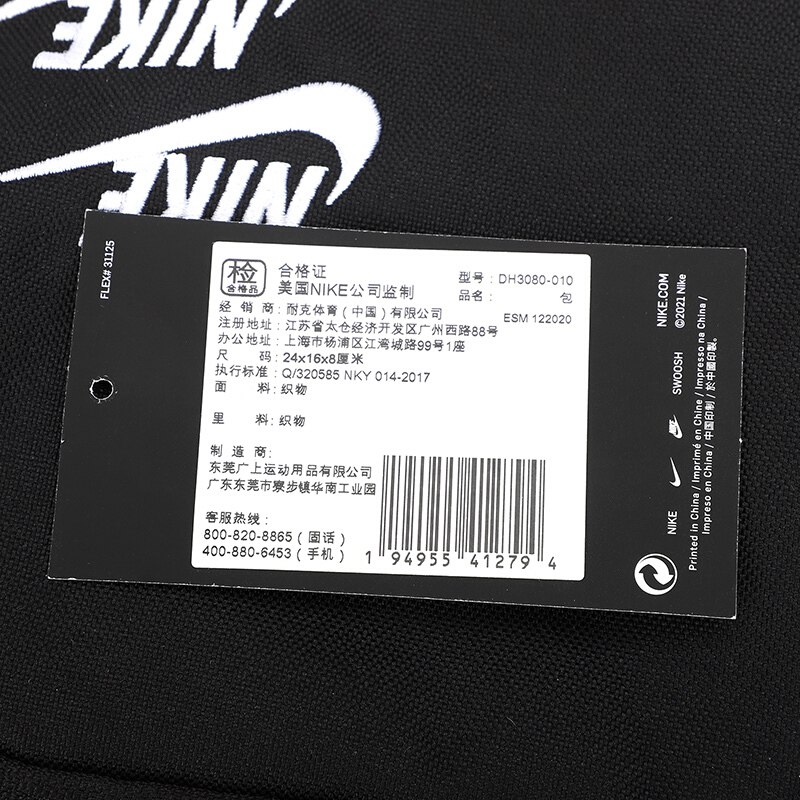 NIKE
NIKE
FLEX# 31125
检
合格品
合格证
美国NIKE公司监制
型号: DH3080-010
品名: 包
经销商: 耐克体育（中国）有限公司
ESM 122020
注册地址: 江苏省太仓经济开发区广州西路88号
办公地址: 上海市杨浦区江湾城路99号1座
尺码: 24x16x8厘米
执行标准: Q/320585 NKY 014-2017
面料: 织物
里料: 织物
制造商:
东莞广上运动用品有限公司
广东东莞市寮步镇华南工业园
客服热线:
800-820-8865 (固话)
400-880-6453 (手机)
1 94955 41279 4
NIKE.COM
©2021 Nike
NIKE
SWOOSH
Printed in China / Imprimé en Chine / Impresso na China /
Impreso en China / 中国印制 / 於中國印製.